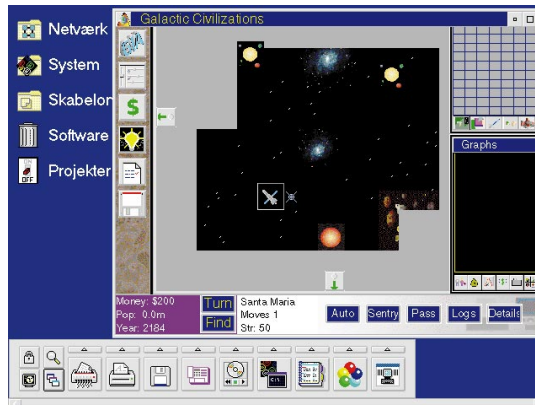 Galactic Civilizations
Netværk
System
Skabelon
Software
Projekter
OFF
$
Graphs
Money: $200
Pop: 0.0m
Year: 2184
Turn
Find
Santa Maria
Moves 1
Str: 50
Auto
Sentry
Pass
Logs
Details